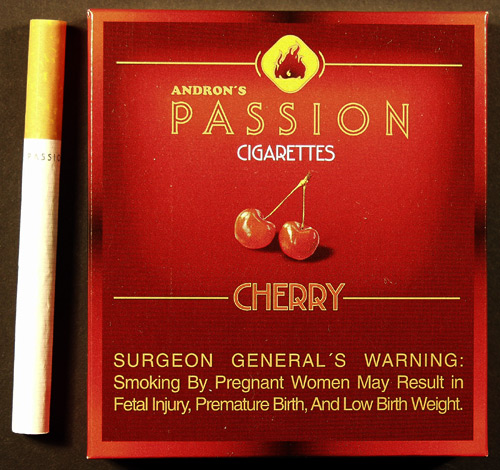 ANDRON´S
PASSION
CIGARETTES
CHERRY
SURGEON GENERAL´S WARNING:
Smoking By Pregnant Women May Result in
Fetal Injury, Premature Birth, And Low Birth Weight.
PASSION